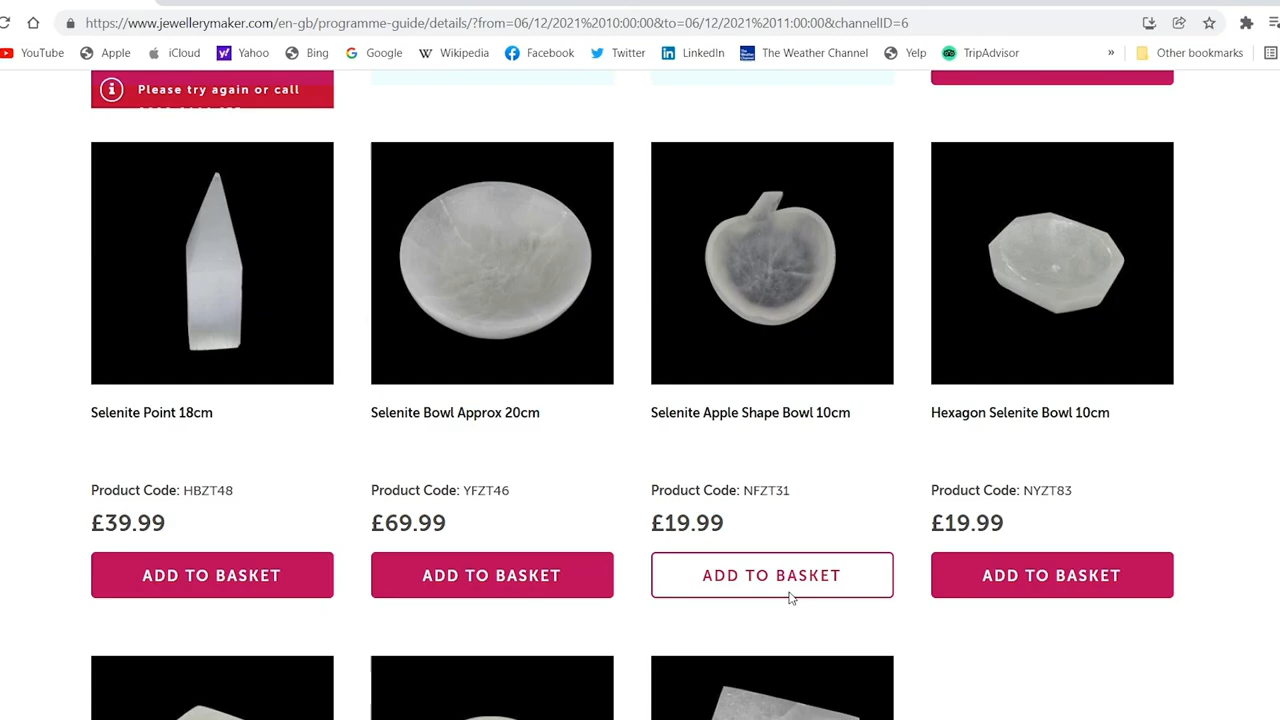 https://www.jewellerymaker.com/en-gb/programme-guide/details/?from=06/12/2021%2010:00:00&to=06/12/2021%2011:00:00&channelID=6
YouTube Apple iCloud Yahoo Bing Google Wikipedia Facebook Twitter LinkedIn The Weather Channel Yelp TripAdvisor » Other bookmarks
Please try again or call
Selenite Point 18cm
Selenite Bowl Approx 20cm
Selenite Apple Shape Bowl 10cm
Hexagon Selenite Bowl 10cm
Product Code: HBZT48
Product Code: YFZT46
Product Code: NFZT31
Product Code: NYZT83
£39.99
£69.99
£19.99
£19.99
ADD TO BASKET
ADD TO BASKET
ADD TO BASKET
ADD TO BASKET